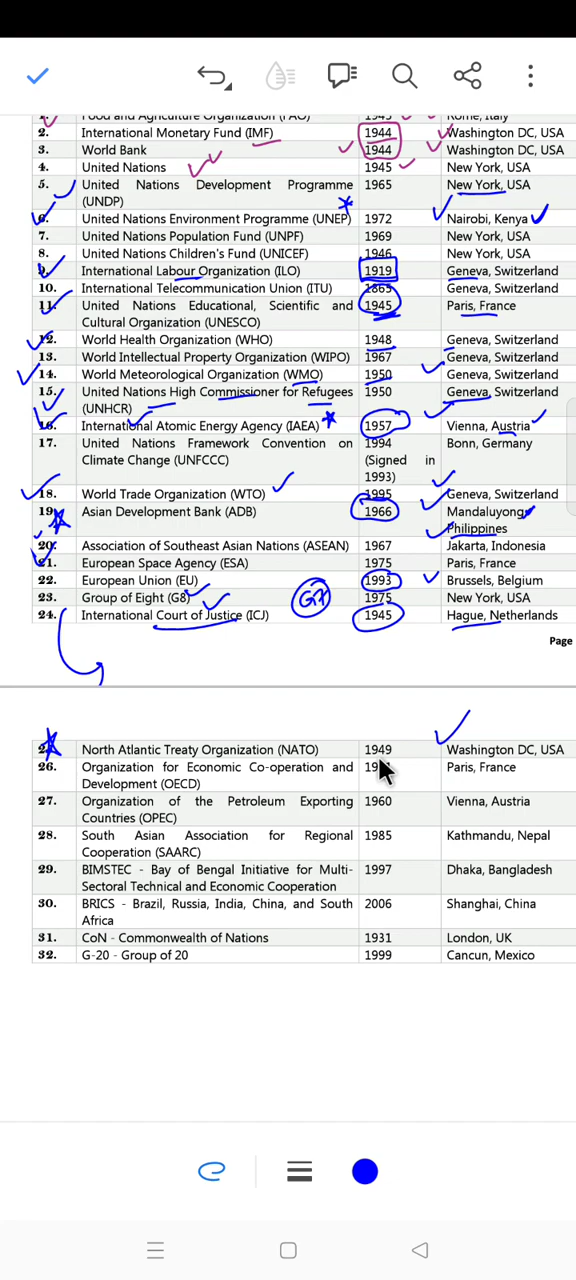 1. Food and Agriculture Organization (FAO) 1945 Rome, Italy
2. International Monetary Fund (IMF) 1944 Washington DC, USA
3. World Bank 1944 Washington DC, USA
4. United Nations 1945 New York, USA
5. United Nations Development Programme 1965 New York, USA
(UNDP)
6. United Nations Environment Programme (UNEP) 1972 Nairobi, Kenya
7. United Nations Population Fund (UNPF) 1969 New York, USA
8. United Nations Children's Fund (UNICEF) 1946 New York, USA
9. International Labour Organization (ILO) 1919 Geneva, Switzerland
10. International Telecommunication Union (ITU) 1865 Geneva, Switzerland
11. United Nations Educational, Scientific and 1945 Paris, France
Cultural Organization (UNESCO)
12. World Health Organization (WHO) 1948 Geneva, Switzerland
13. World Intellectual Property Organization (WIPO) 1967 Geneva, Switzerland
14. World Meteorological Organization (WMO) 1950 Geneva, Switzerland
15. United Nations High Commissioner for Refugees 1950 Geneva, Switzerland
(UNHCR)
16. International Atomic Energy Agency (IAEA) 1957 Vienna, Austria
17. United Nations Framework Convention on 1994 Bonn, Germany
Climate Change (UNFCCC) (Signed in
1993)
18. World Trade Organization (WTO) 1995 Geneva, Switzerland
19. Asian Development Bank (ADB) 1966 Mandaluyong,
Philippines
20. Association of Southeast Asian Nations (ASEAN) 1967 Jakarta, Indonesia
21. European Space Agency (ESA) 1975 Paris, France
22. European Union (EU) 1993 Brussels, Belgium
23. Group of Eight (G8) G7 1975 New York, USA
24. International Court of Justice (ICJ) 1945 Hague, Netherlands
Page
North Atlantic Treaty Organization (NATO) 1949 Washington DC, USA
26. Organization for Economic Co-operation and Paris, France
Development (OECD)
27. Organization of the Petroleum Exporting 1960 Vienna, Austria
Countries (OPEC)
28. South Asian Association for Regional 1985 Kathmandu, Nepal
Cooperation (SAARC)
29. BIMSTEC - Bay of Bengal Initiative for Multi- 1997 Dhaka, Bangladesh
Sectoral Technical and Economic Cooperation
30. BRICS - Brazil, Russia, India, China, and South 2006 Shanghai, China
Africa
31. CoN - Commonwealth of Nations 1931 London, UK
32. G-20 - Group of 20 1999 Cancun, Mexico